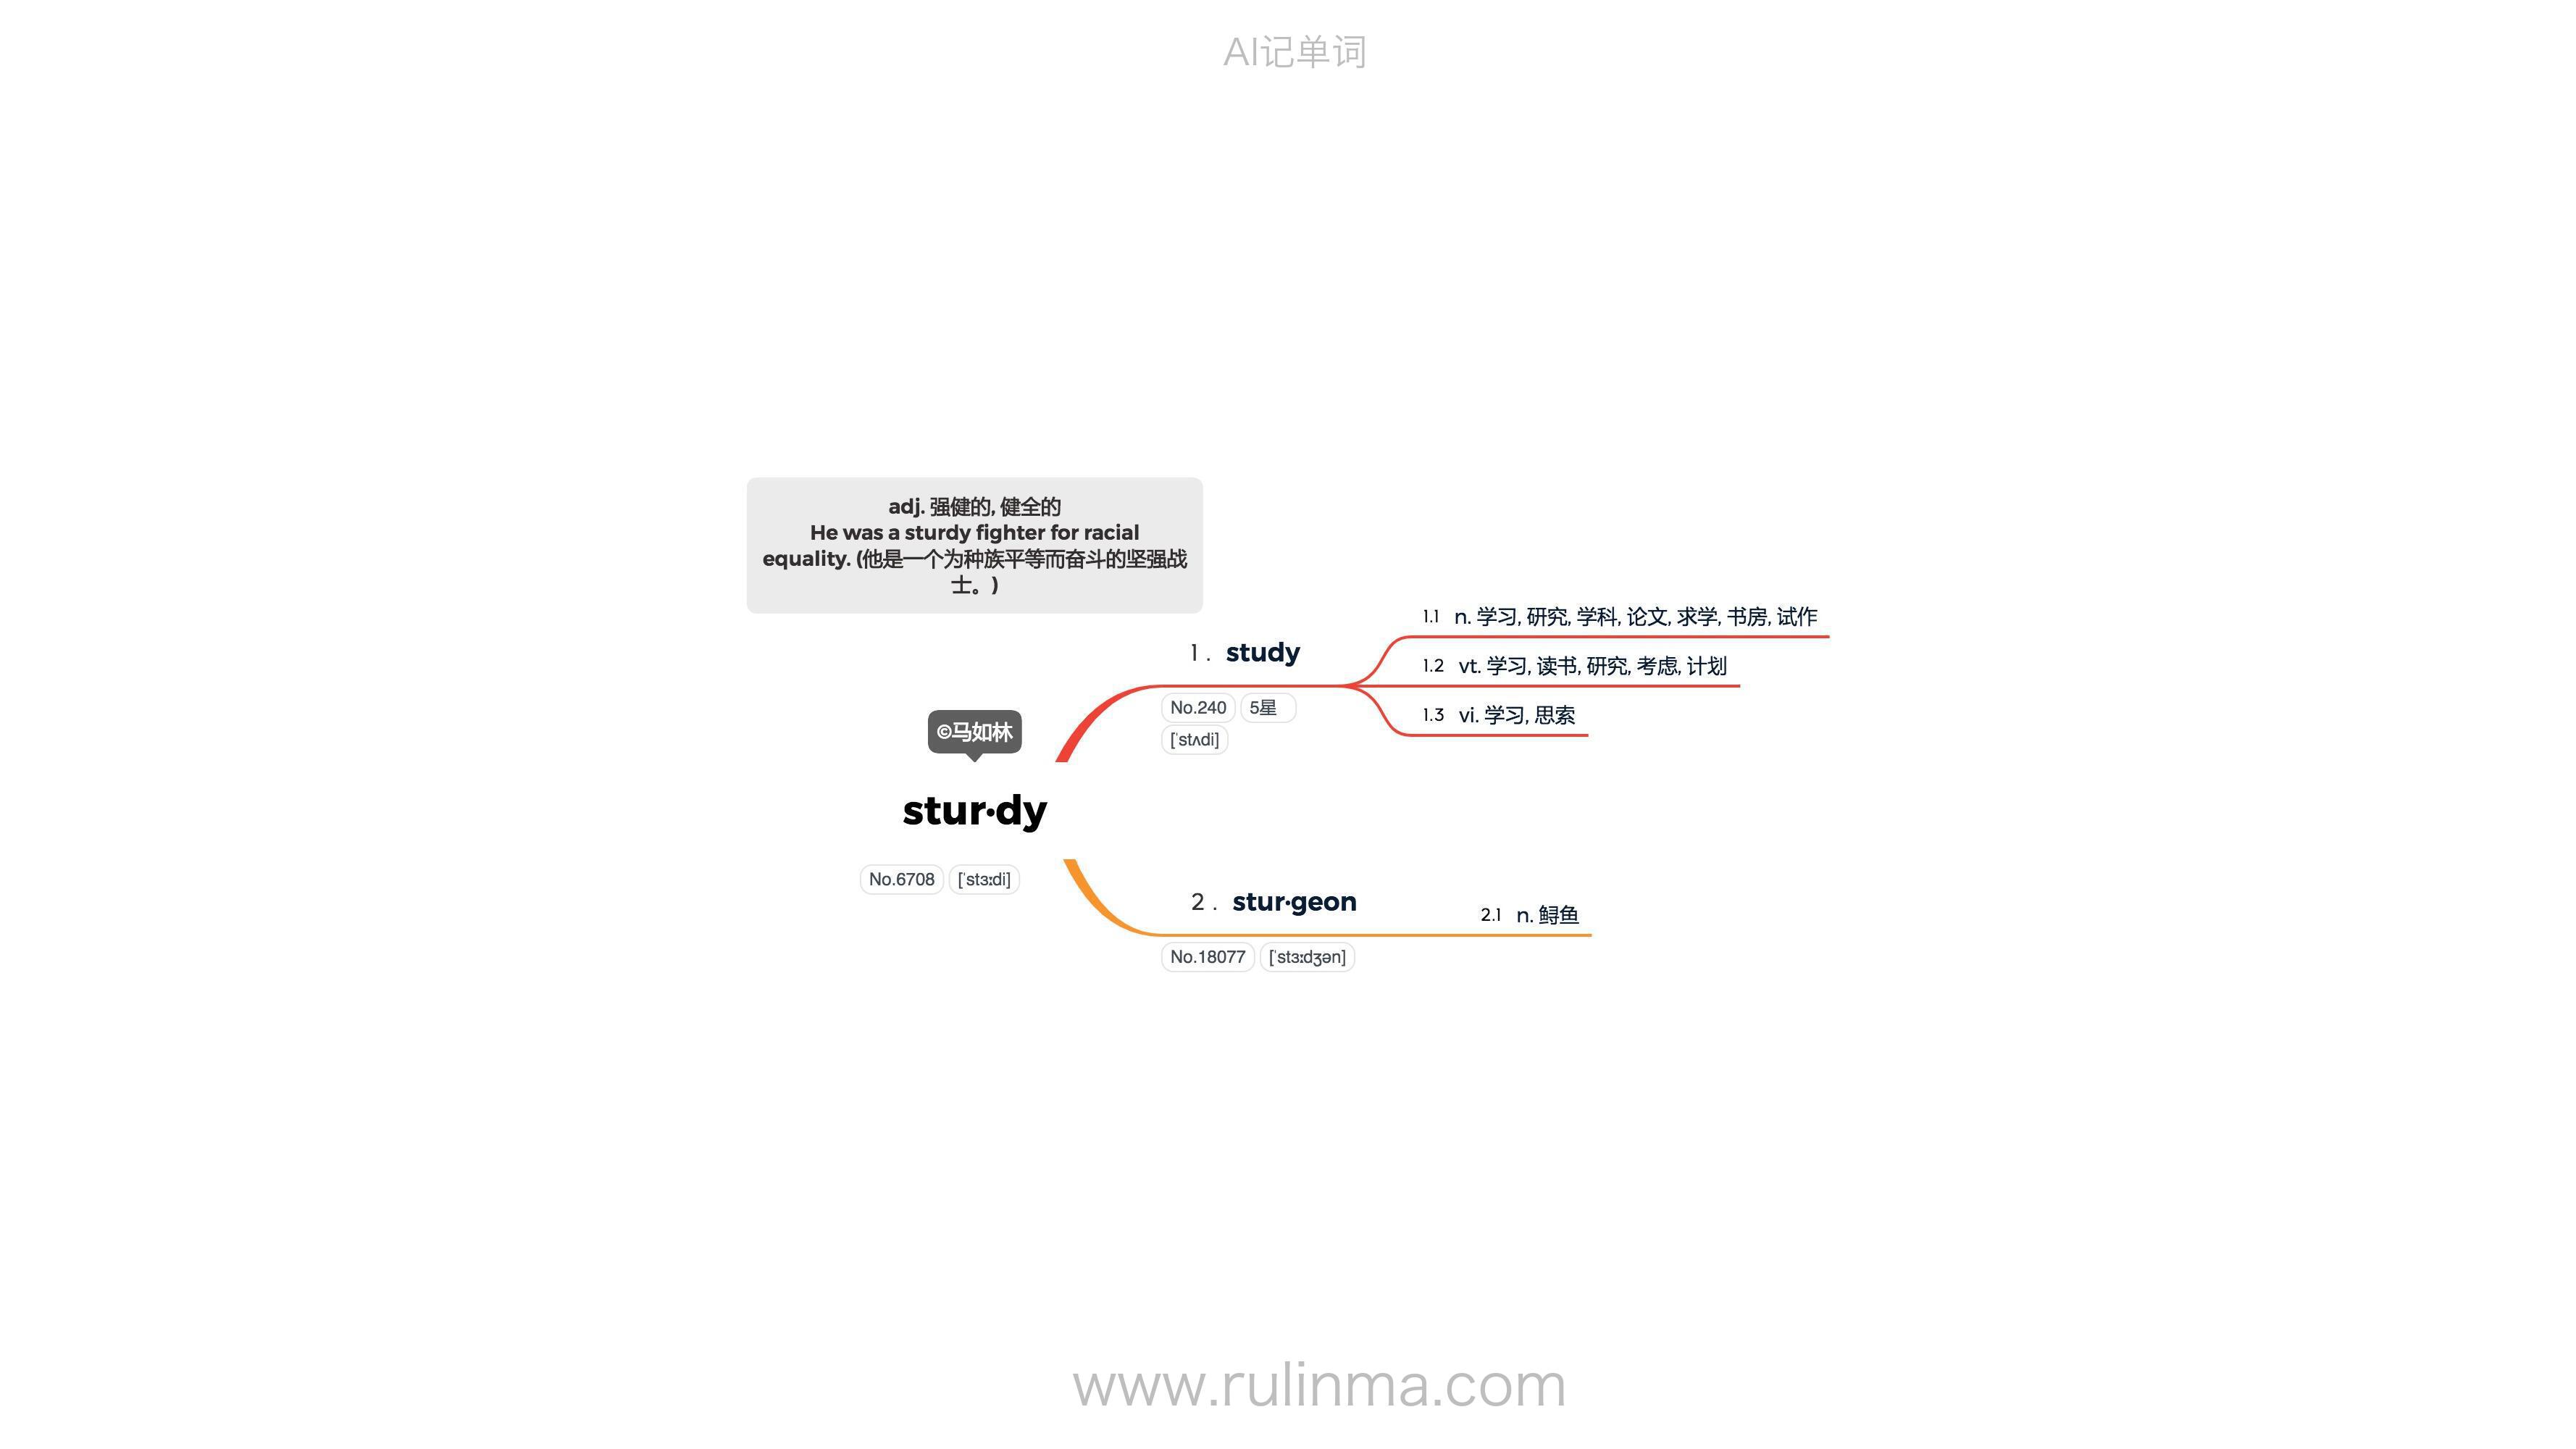 AI记单词
adj. 强健的, 健全的
He was a sturdy fighter for racial
equality. (他是一个为种族平等而奋斗的坚强战
士。)
©马如林
stur·dy
No.6708 [ˈstɜːdi]
1. study
No.240 5星
[ˈstʌdi]
1.1 n. 学习, 研究, 学科, 论文, 求学, 书房, 试作
1.2 vt. 学习, 读书, 研究, 考虑, 计划
1.3 vi. 学习, 思索
2. stur·geon
No.18077 [ˈstɜːdʒən]
2.1 n. 鲟鱼
www.rulinma.com